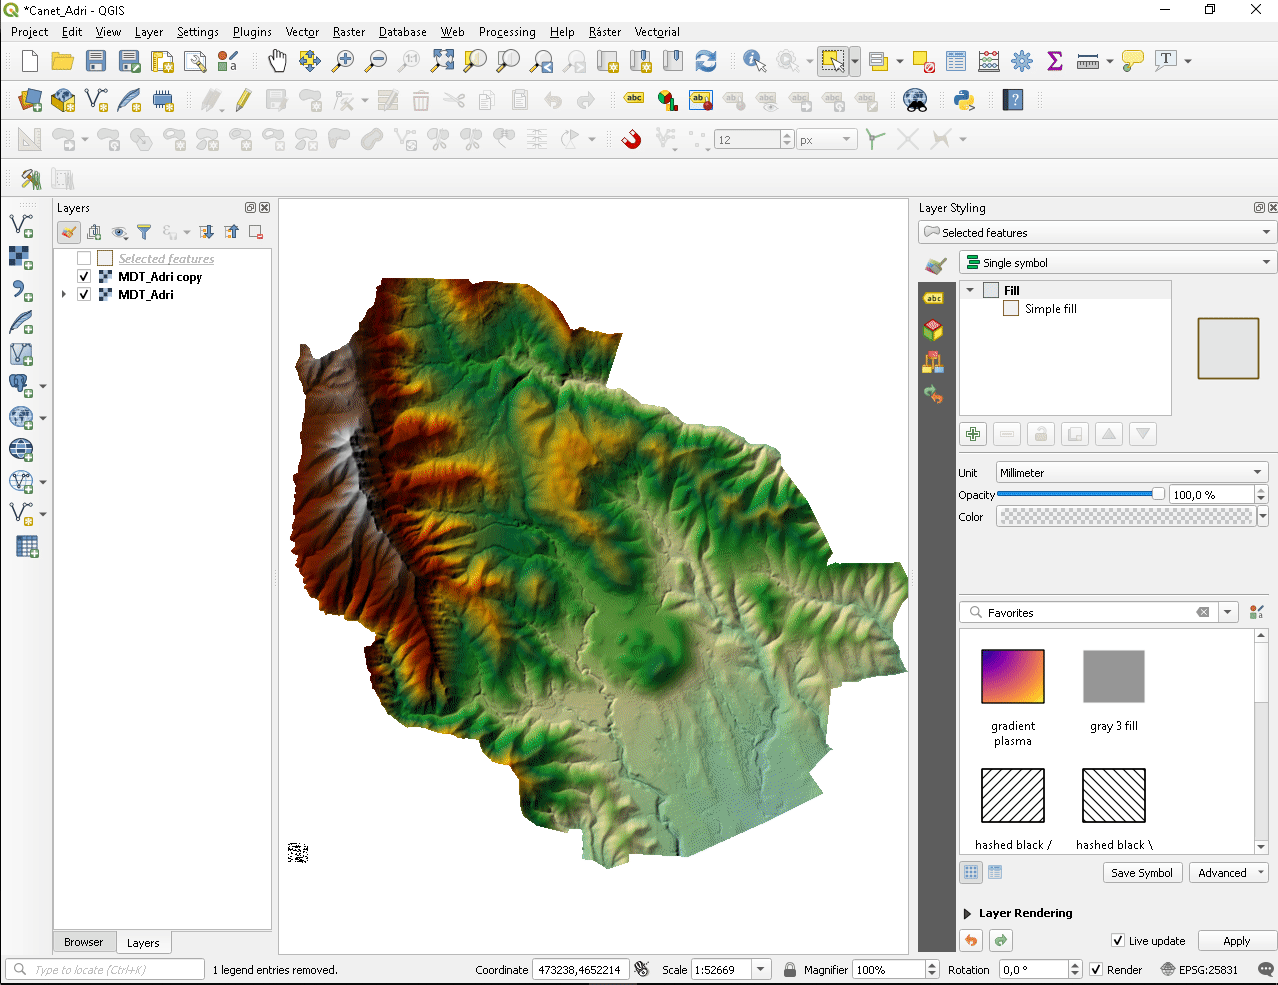 *Canet_Adri - QGIS
Project Edit View Layer Settings Plugins Vector Raster Database Web Processing Help Ráster Vectorial
abc
12 px
Layers
Selected features
MDT_Adri copy
MDT_Adri
Browser Layers
Layer Styling
Selected features
Single symbol
abc
Fill
Simple fill
Unit Millimeter
Opacity 100,0 %
Color
Favorites
gradient plasma
gray 3 fill
hashed black /
hashed black \
Save Symbol Advanced
Layer Rendering
Live update Apply
Type to locate (Ctrl+K) 1 legend entries removed. Coordinate 473238,4652214 Scale 1:52669 Magnifier 100% Rotation 0,0 ° Render EPSG:25831